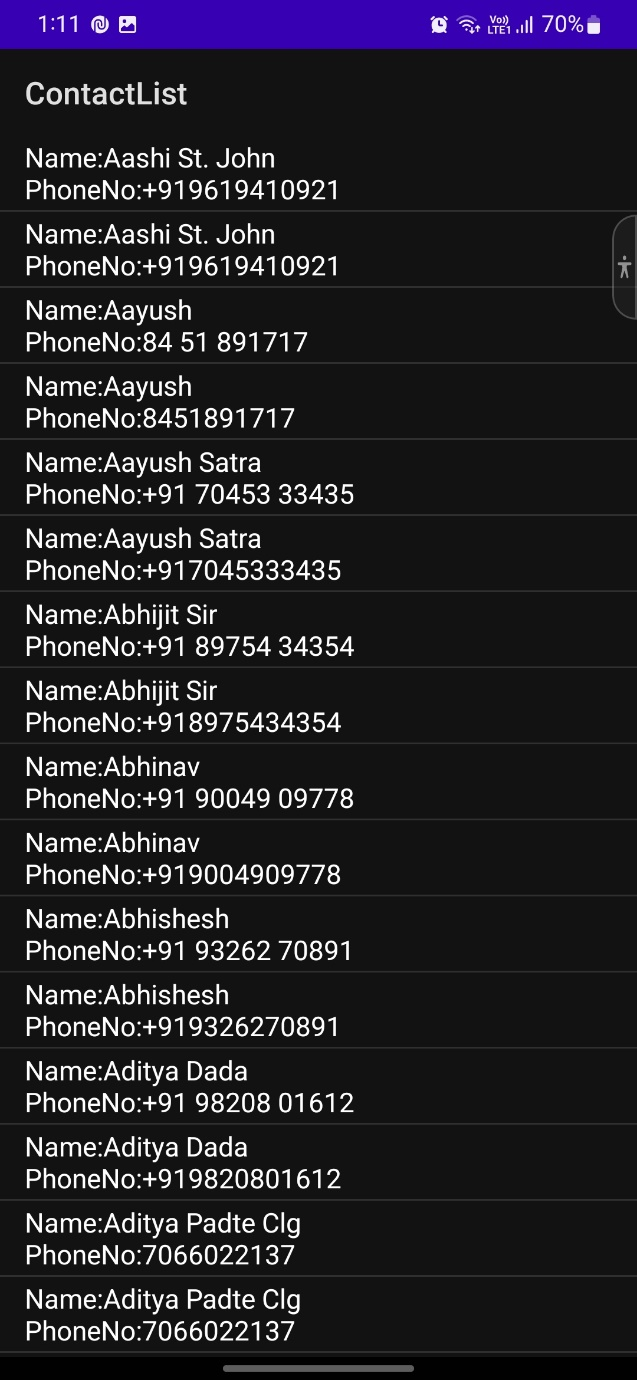 1:11 Vo)) LTE1 70%
ContactList
Name:Aashi St. John
PhoneNo:+919619410921
Name:Aashi St. John
PhoneNo:+919619410921
Name:Aayush
PhoneNo:84 51 891717
Name:Aayush
PhoneNo:8451891717
Name:Aayush Satra
PhoneNo:+91 70453 33435
Name:Aayush Satra
PhoneNo:+917045333435
Name:Abhijit Sir
PhoneNo:+91 89754 34354
Name:Abhijit Sir
PhoneNo:+918975434354
Name:Abhinav
PhoneNo:+91 90049 09778
Name:Abhinav
PhoneNo:+919004909778
Name:Abhishesh
PhoneNo:+91 93262 70891
Name:Abhishesh
PhoneNo:+919326270891
Name:Aditya Dada
PhoneNo:+91 98208 01612
Name:Aditya Dada
PhoneNo:+919820801612
Name:Aditya Padte Clg
PhoneNo:7066022137
Name:Aditya Padte Clg
PhoneNo:7066022137